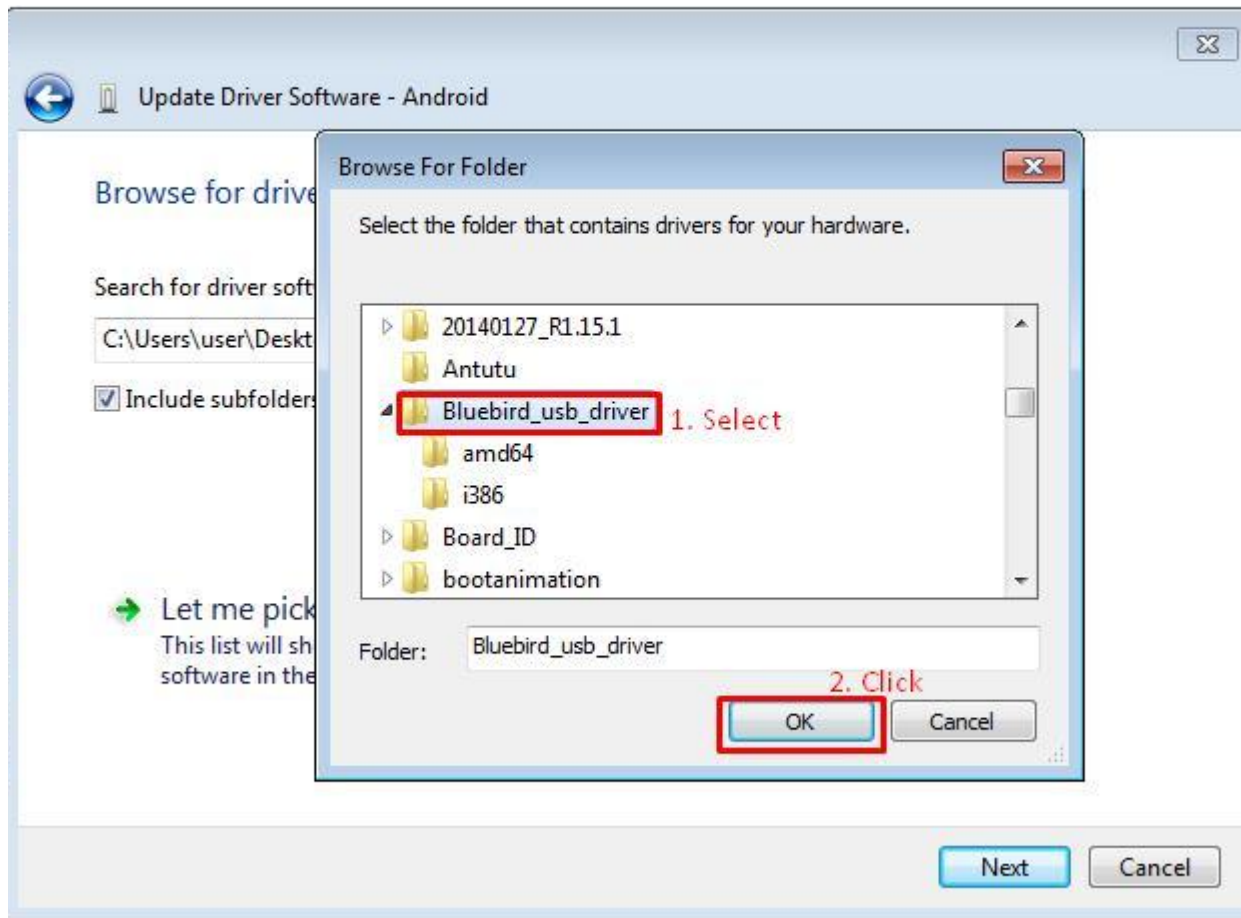 Update Driver Software - Android
Browse For Folder
Browse for drive
Select the folder that contains drivers for your hardware.
Search for driver soft
C:\Users\user\Deskt
Include subfolders
20140127_R1.15.1
Antutu
Bluebird_usb_driver
1. Select
amd64
i386
Board_ID
bootanimation
Let me pick
This list will sh
software in the
Folder:
Bluebird_usb_driver
2. Click
OK
Cancel
Next
Cancel